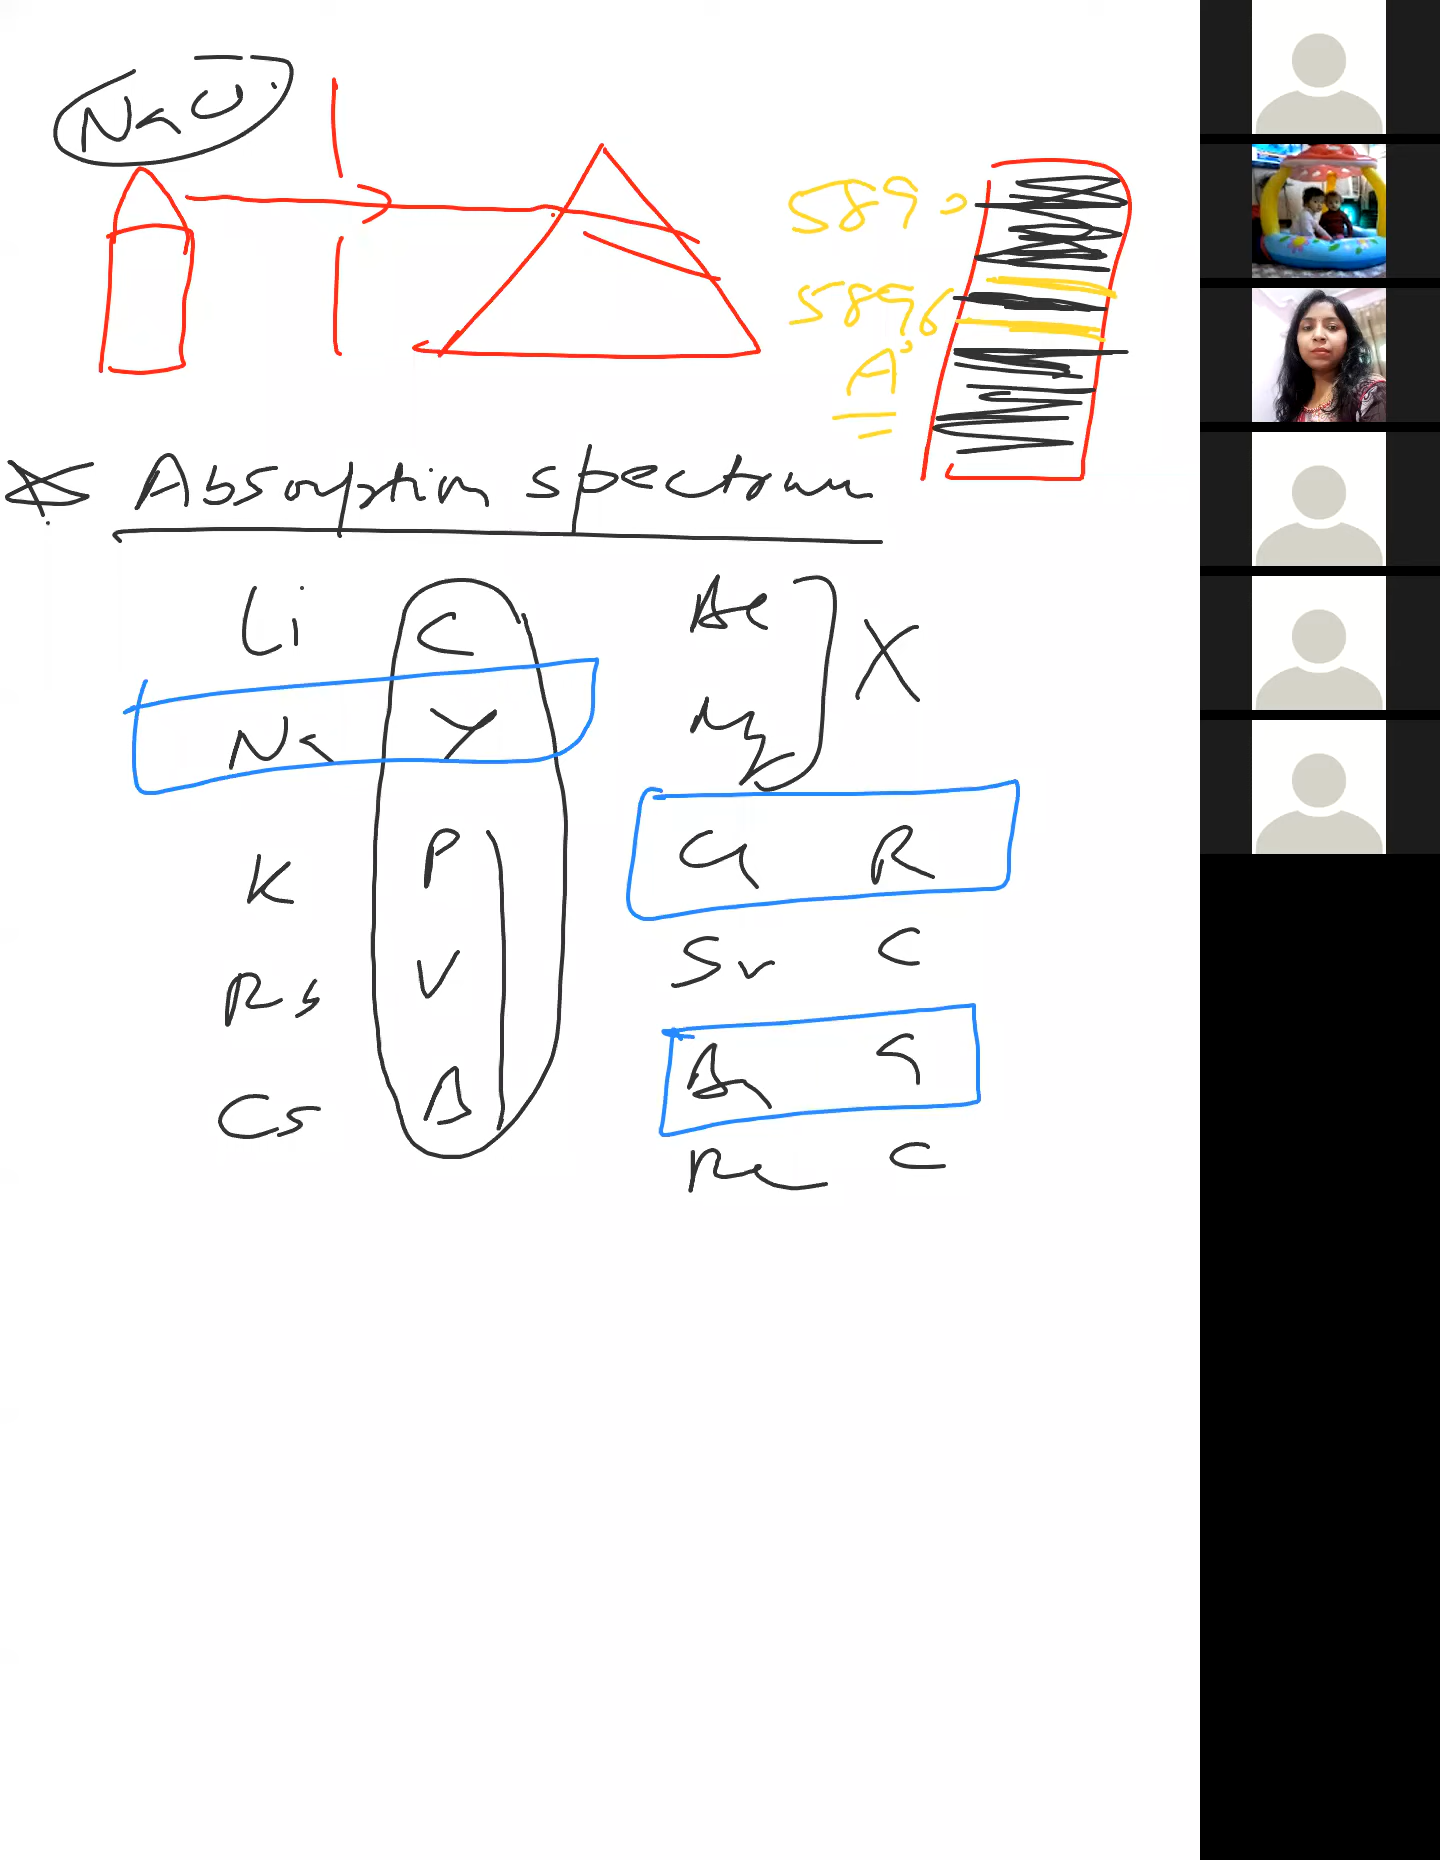 NaCl
5890
5896
A°
Absorption spectrum
Li C
Na Y
K P
Rb V
Cs B
Be
Mg X
Ca R
Sr C
Ba G
Ra C